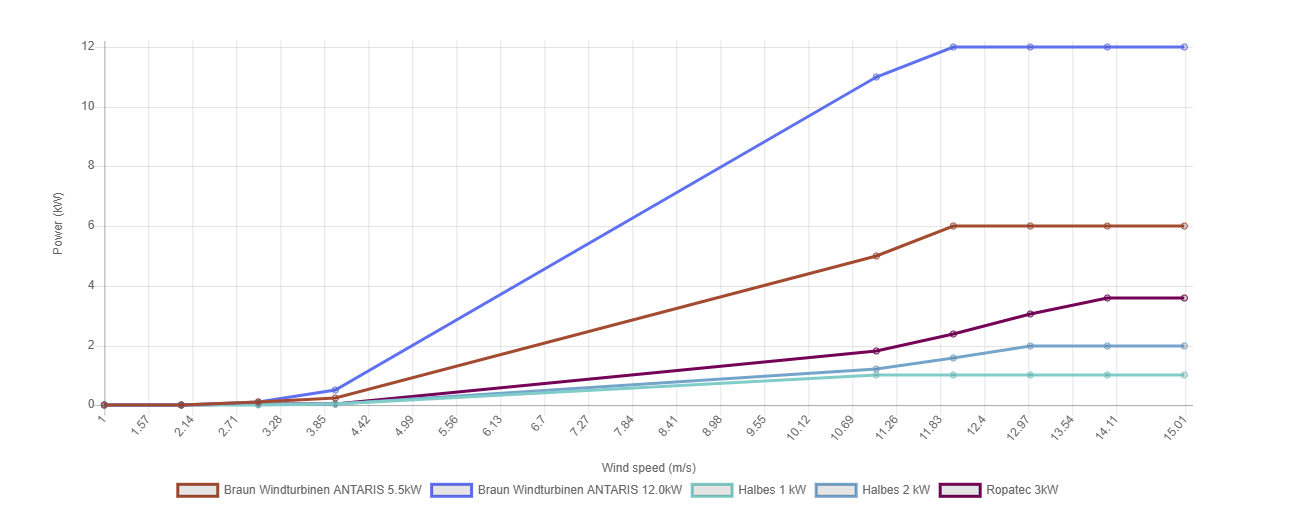 12
10
8
6
4
2
0
Power (kW)
1 1.57 2.14 2.71 3.28 3.85 4.42 4.99 5.56 6.13 6.7 7.27 7.84 8.41 8.98 9.55 10.12 10.69 11.26 11.83 12.4 12.97 13.54 14.11 15.01
Wind speed (m/s)
Braun Windturbinen ANTARIS 5.5kW Braun Windturbinen ANTARIS 12.0kW Halbes 1 kW Halbes 2 kW Ropatec 3kW